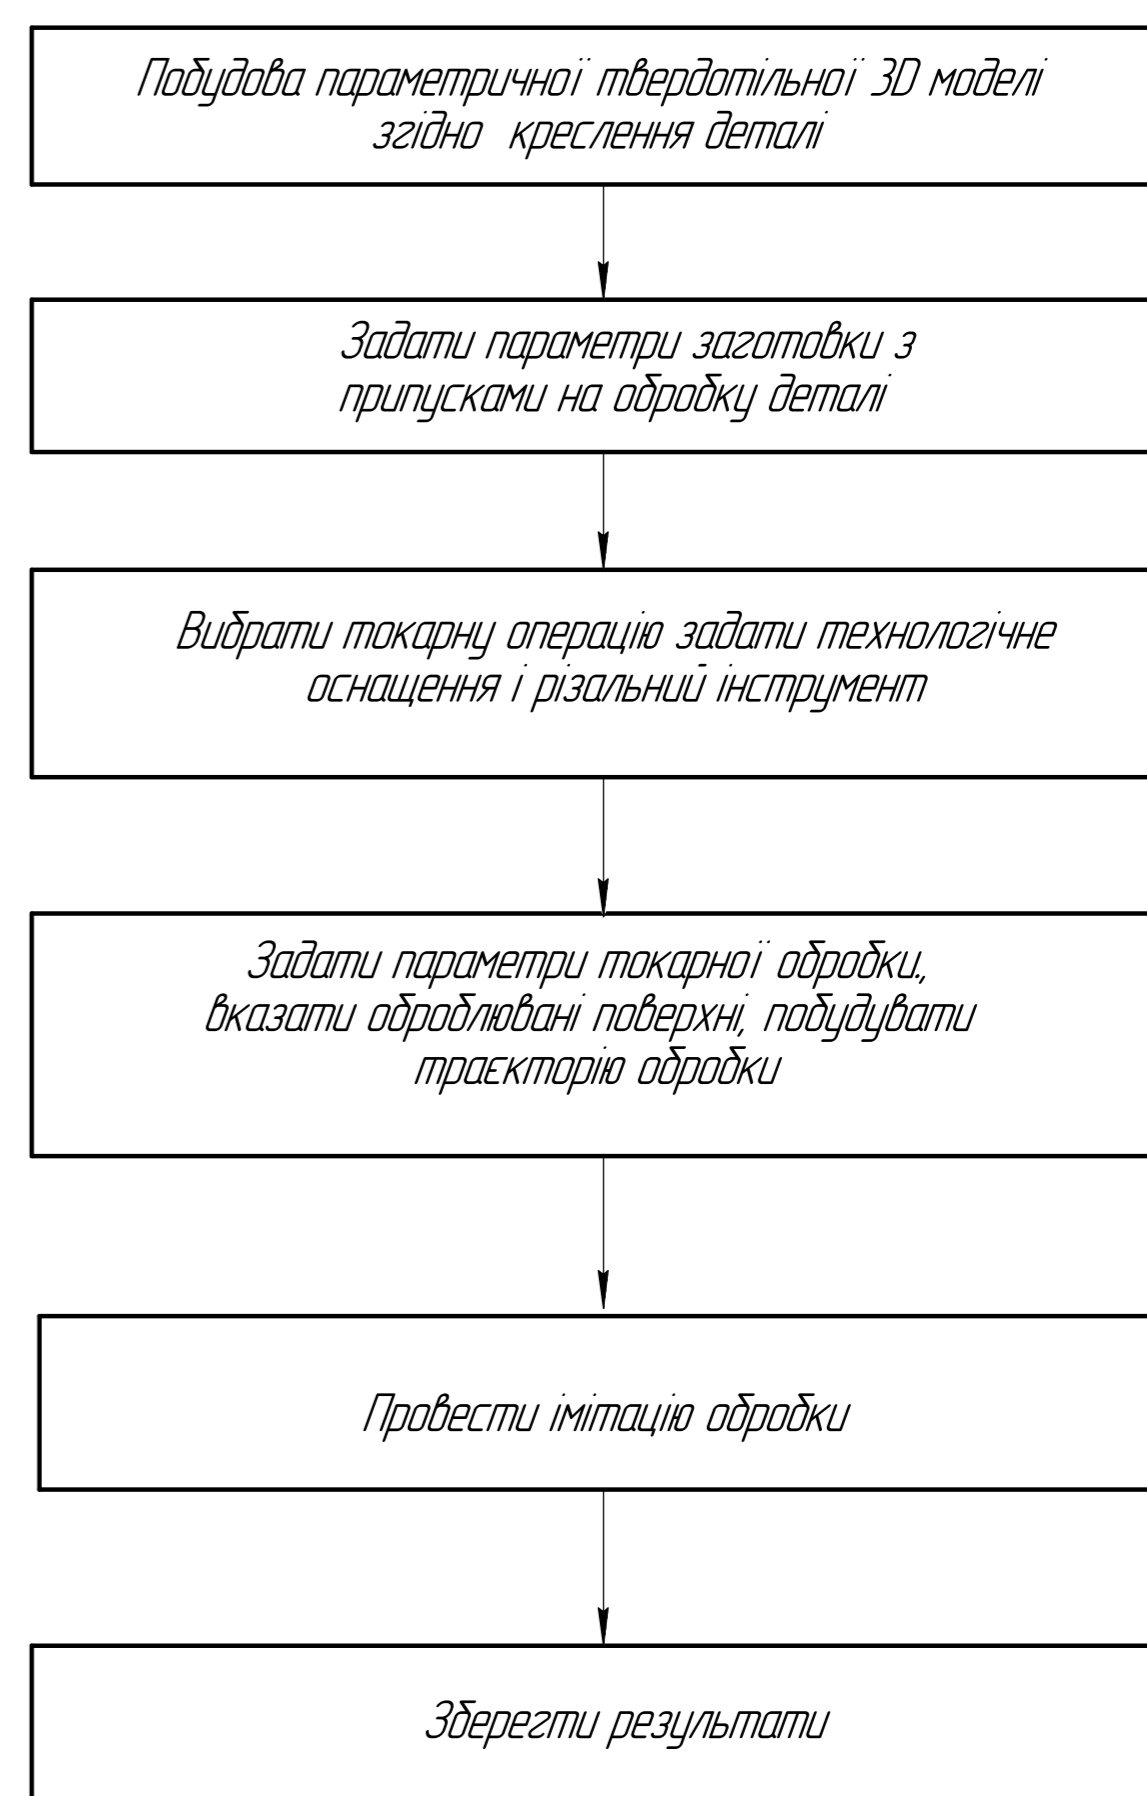 Побудова параметричної твердотільної 3D моделі
згідно креслення деталі
Задати параметри заготовки з
припусками на обробку деталі
Вибрати токарну операцію задати технологічне
оснащення і різальний інструмент
Задати параметри токарної обробки.,
вказати оброблювані поверхні, побудувати
траєкторію обробки
Провести імітацію обробки
Зберегти результати